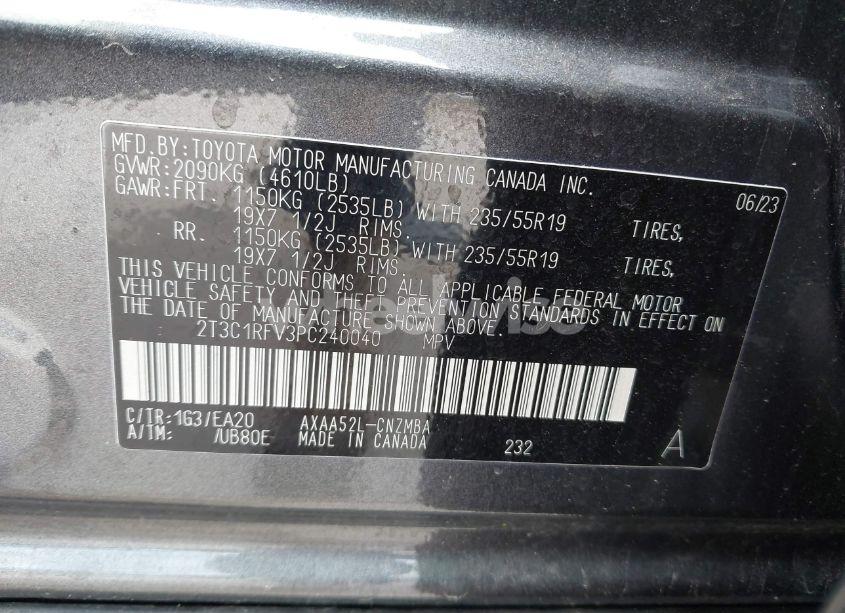 MFD.BY:TOYOTA MOTOR MANUFACTURING CANADA INC.
GVWR:2090KG (4610LB) 06/23
GAWR:FRT. 1150KG (2535LB) WITH 235/55R19 TIRES,
19X7 1/2J RIMS.
RR. 1150KG (2535LB) WITH 235/55R19 TIRES,
19X7 1/2J RIMS.
THIS VEHICLE CONFORMS TO ALL APPLICABLE FEDERAL MOTOR
VEHICLE SAFETY AND THEFT PREVENTION STANDARDS IN EFFECT ON
THE DATE OF MANUFACTURE SHOWN ABOVE.
2T3C1RFV3PC240040 MPV
C/TR:1G3/EA20 AXAA52L-CNZMBA
A/TM: /UB80E MADE IN CANADA 232 A